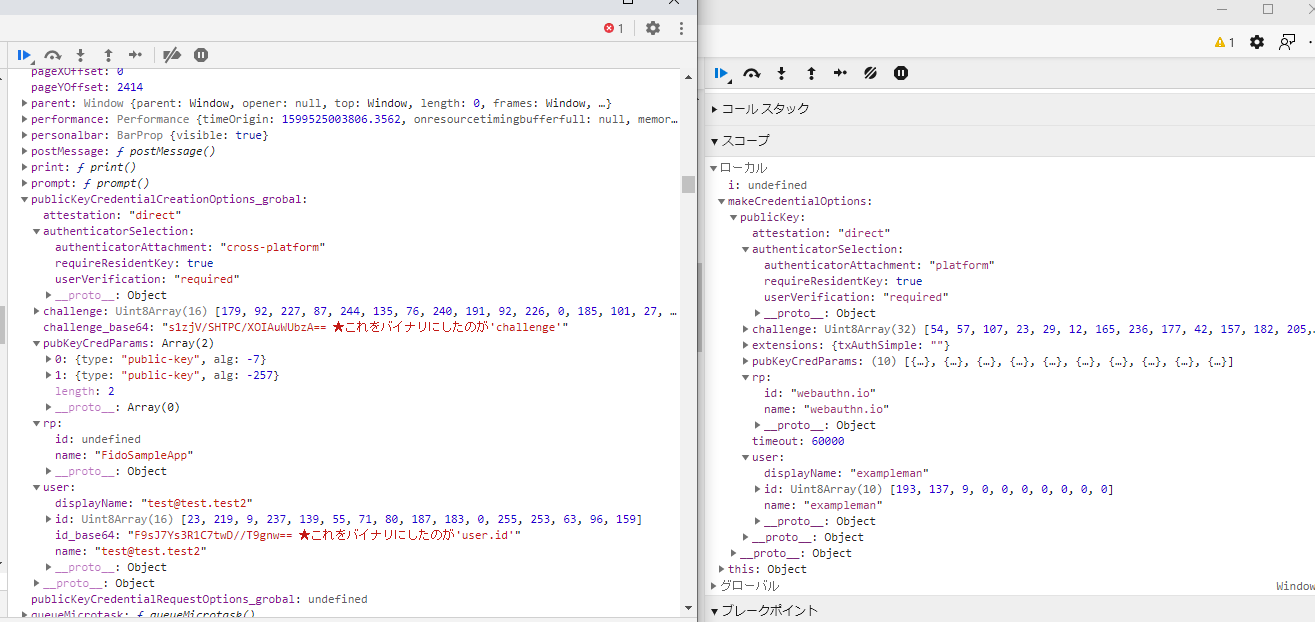 1
pageXOffset: 0
pageYOffset: 2414
parent: Window {parent: Window, opener: null, top: Window, length: 0, frames: Window, …}
performance: Performance {timeOrigin: 1599525003806.3562, onresourcetimingbufferfull: null, memor…
personalbar: BarProp {visible: true}
postMessage: ƒ postMessage()
print: ƒ print()
prompt: ƒ prompt()
publicKeyCredentialCreationOptions_grobal:
attestation: "direct"
authenticatorSelection:
authenticatorAttachment: "cross-platform"
requireResidentKey: true
userVerification: "required"
__proto__: Object
challenge: Uint8Array(16) [179, 92, 227, 87, 244, 135, 76, 240, 191, 92, 226, 0, 185, 101, 27, …
challenge_base64: "s1zjV/SHTPC/XOIAuWUbzA== ★これをバイナリにしたのが'challenge'"
pubKeyCredParams: Array(2)
0: {type: "public-key", alg: -7}
1: {type: "public-key", alg: -257}
length: 2
__proto__: Array(0)
rp:
id: undefined
name: "FidoSampleApp"
__proto__: Object
user:
displayName: "test@test.test2"
id: Uint8Array(16) [23, 219, 9, 237, 139, 55, 71, 80, 187, 183, 0, 255, 253, 63, 96, 159]
id_base64: "F9sJ7Ys3R1C7twD//T9gnw== ★これをバイナリにしたのが'user.id'"
name: "test@test.test2"
__proto__: Object
__proto__: Object
publicKeyCredentialRequestOptions_grobal: undefined
queueMicrotask: ƒ queueMicrotask()
1
コール スタック
スコープ
ローカル
i: undefined
makeCredentialOptions:
publicKey:
attestation: "direct"
authenticatorSelection:
authenticatorAttachment: "platform"
requireResidentKey: true
userVerification: "required"
__proto__: Object
challenge: Uint8Array(32) [54, 57, 107, 23, 29, 12, 165, 236, 177, 42, 157, 182, 205,…
extensions: {txAuthSimple: ""}
pubKeyCredParams: (10) [{…}, {…}, {…}, {…}, {…}, {…}, {…}, {…}, {…}, {…}]
rp:
id: "webauthn.io"
name: "webauthn.io"
__proto__: Object
timeout: 60000
user:
displayName: "exampleman"
id: Uint8Array(10) [193, 137, 9, 0, 0, 0, 0, 0, 0, 0]
name: "exampleman"
__proto__: Object
__proto__: Object
__proto__: Object
this: Object
グローバル Window
ブレークポイント